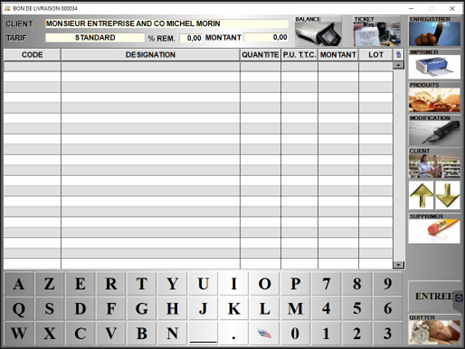 BON DE LIVRAISON 000034
CLIENT MONSIEUR ENTREPRISE AND CO MICHEL MORIN BALANCE TICKET ENREGISTRER
TARIF STANDARD % REM. 0,00 MONTANT 0,00
CODE DESIGNATION QUANTITE P.U. T.T.C. MONTANT LOT
IMPRIMER
PRODUITS
MODIFICATION
CLIENT
SUPPRIMER
A Z E R T Y U I O P 7 8 9
ENTREE
Q S D F G H J K L M 4 5 6
W X C V B N _ . 0 1 2 3
QUITTER